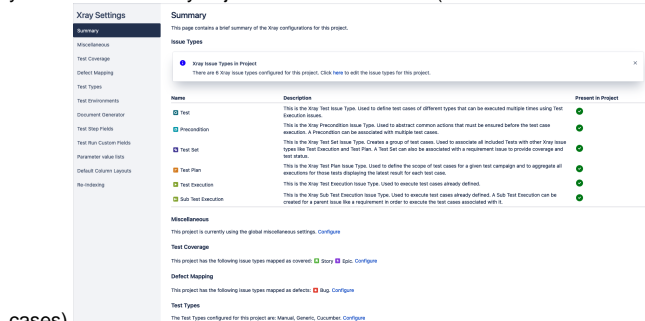 Xray Settings
Summary
Miscellaneous
Test Coverage
Defect Mapping
Test Types
Test Environments
Document Generator
Test Step Fields
Test Run Custom Fields
Parameter value lists
Default Column Layouts
Re-Indexing
Summary
This page contains a brief summary of the Xray configurations for this project.
Issue Types
Xray Issue Types in Project
There are 6 Xray Issue types configured for this project. Click here to edit the issue types for this project.
Name Description Present in Project
Test This is the Xray Test Issue Type. Used to define test cases of different types that can be executed multiple times using Test
Execution issues.
Precondition This is the Xray Precondition Issue Type. Used to abstract common actions that must be ensured before the test case
execution. A Precondition can be associated with multiple test cases.
Test Set This is the Xray Test Set Issue Type. Creates a group of test cases. Used to associate all included Tests with other Xray issue
types like Test Execution and Test Plan. A Test Set can also be associated with a requirement issue to provide coverage and
test status.
Test Plan This is the Xray Test Plan Issue Type. Used to define the scope of test cases for a given test campaign and to aggregate all
executions for those tests displaying the latest result for each test case.
Test Execution This is the Xray Test Execution Issue Type. Used to execute test cases already defined.
Sub Test Execution This is the Xray Sub Test Execution Issue Type. Used to execute test cases already defined. A Sub Test Execution can be
created for a parent issue like a requirement in order to execute the test cases associated with it.
Miscellaneous
This project is currently using the global miscellaneous settings. Configure
Test Coverage
This project has the following issue types mapped as covered: Story Epic. Configure
Defect Mapping
This project has the following issue types mapped as defects: Bug. Configure
Test Types
The Test Types configured for this project are: Manual, Generic, Cucumber. Configure
cases)